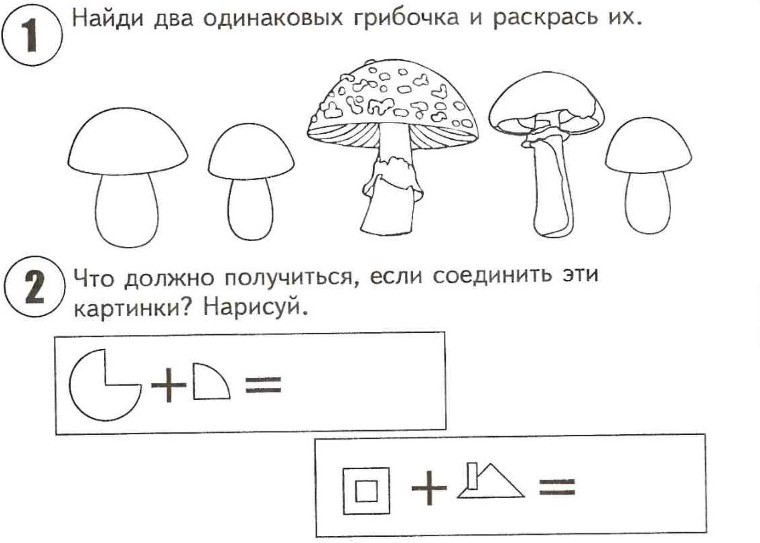 1
Найди два одинаковых грибочка и раскрась их.
2
Что должно получиться, если соединить эти
картинки? Нарисуй.
+ =
+ =